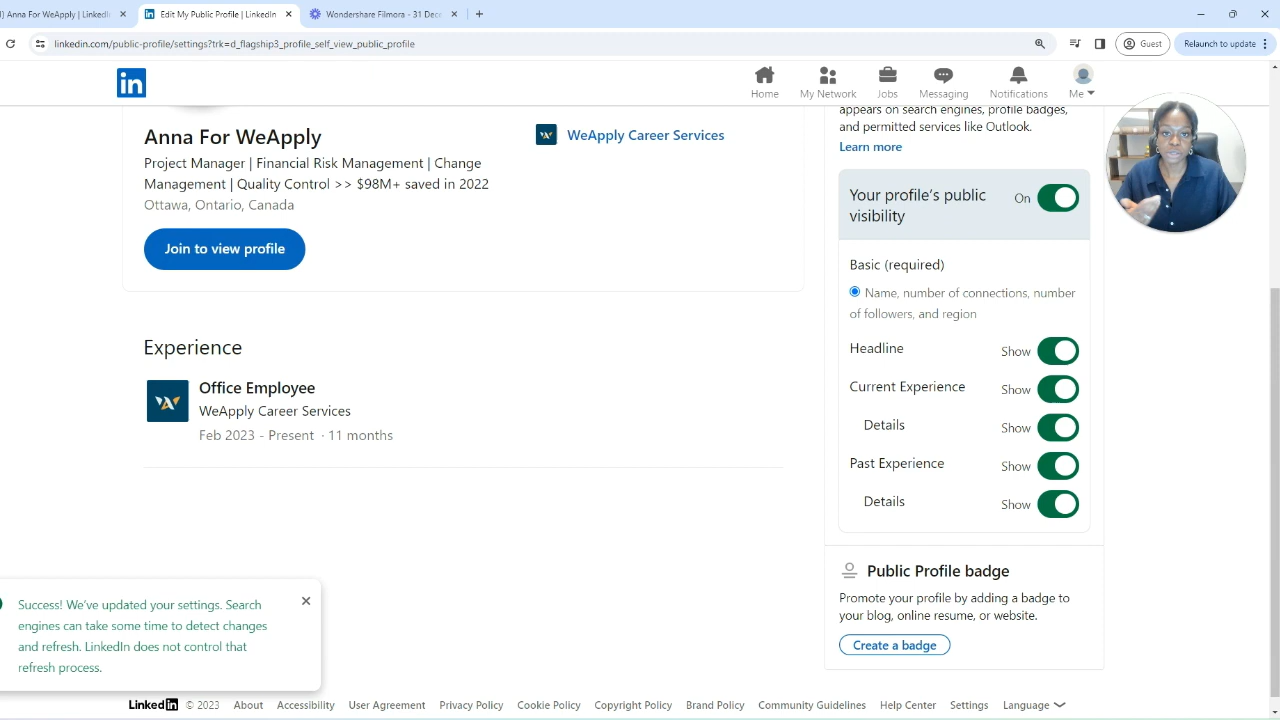 ) Anna For WeApply | LinkedIn
Edit My Public Profile | LinkedIn
Wondershare Filmora - 31 Dec
linkedin.com/public-profile/settings?trk=d_flagship3_profile_self_view_public_profile
Guest
Relaunch to update
in
Home
My Network
Jobs
Messaging
Notifications
Me
Anna For WeApply
Project Manager | Financial Risk Management | Change
Management | Quality Control >> $98M+ saved in 2022
Ottawa, Ontario, Canada
WeApply Career Services
Join to view profile
Experience
Office Employee
WeApply Career Services
Feb 2023 - Present · 11 months
appears on search engines, profile badges,
and permitted services like Outlook.
Learn more
Your profile's public
visibility
On
Basic (required)
Name, number of connections, number
of followers, and region
Headline Show
Current Experience Show
Details Show
Past Experience Show
Details Show
Public Profile badge
Promote your profile by adding a badge to
your blog, online resume, or website.
Create a badge
Success! We've updated your settings. Search
engines can take some time to detect changes
and refresh. LinkedIn does not control that
refresh process.
LinkedIn © 2023 About Accessibility User Agreement Privacy Policy Cookie Policy Copyright Policy Brand Policy Community Guidelines Help Center Settings Language